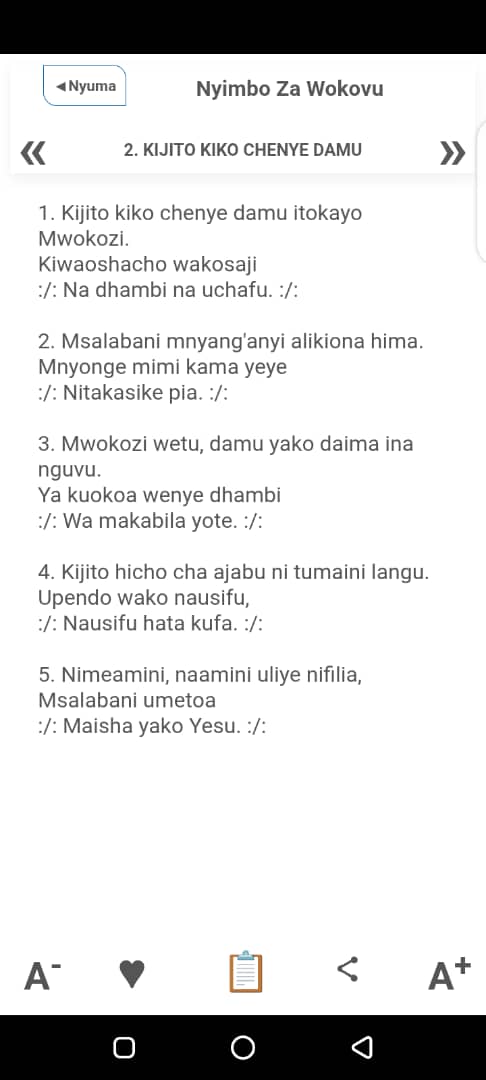 ◄Nyuma
Nyimbo Za Wokovu
2. KIJITO KIKO CHENYE DAMU
1. Kijito kiko chenye damu itokayo
Mwokozi.
Kiwaoshacho wakosaji
:/: Na dhambi na uchafu. :/:
2. Msalabani mnyang'anyi alikiona hima.
Mnyonge mimi kama yeye
:/: Nitakasike pia. :/:
3. Mwokozi wetu, damu yako daima ina
nguvu.
Ya kuokoa wenye dhambi
:/: Wa makabila yote. :/:
4. Kijito hicho cha ajabu ni tumaini langu.
Upendo wako nausifu,
:/: Nausifu hata kufa. :/:
5. Nimeamini, naamini uliye nifilia,
Msalabani umetoa
:/: Maisha yako Yesu. :/:
A-
A+